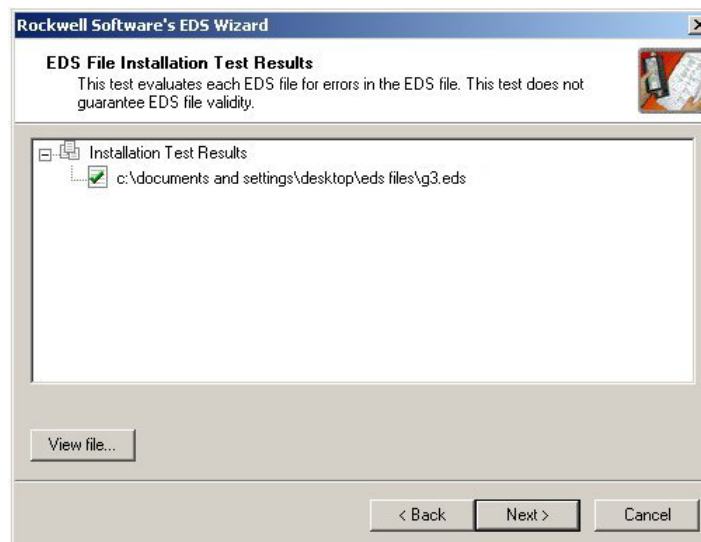 Rockwell Software's EDS Wizard
EDS File Installation Test Results
This test evaluates each EDS file for errors in the EDS file. This test does not
guarantee EDS file validity.
Installation Test Results
c:\documents and settings\desktop\eds files\g3.eds
View file...
< Back
Next >
Cancel